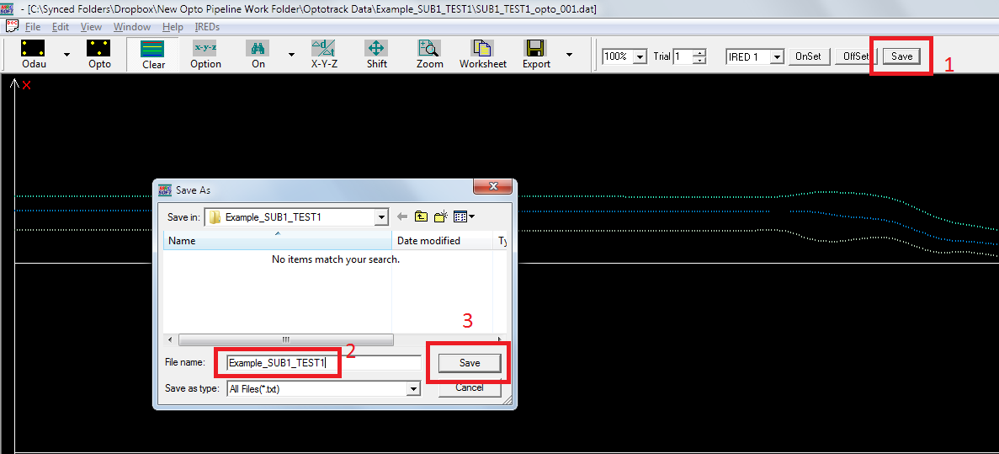 - [C:\Synced Folders\Dropbox\New Opto Pipeline Work Folder\Optotrack Data\Example_SUB1_TEST1\SUB1_TEST1_opto_001.dat]
File Edit View Window Help IREDs
Odau Opto Clear Option On X-Y-Z Shift Zoom Worksheet Export 100% Trial 1 IRED 1 OnSet OffSet Save
x-y-z
1
X
Save As
Save in: Example_SUB1_TEST1
Name Date modified Ty
No items match your search.
3
2
File name: Example_SUB1_TEST1 Save
Save as type: All Files(*.txt) Cancel